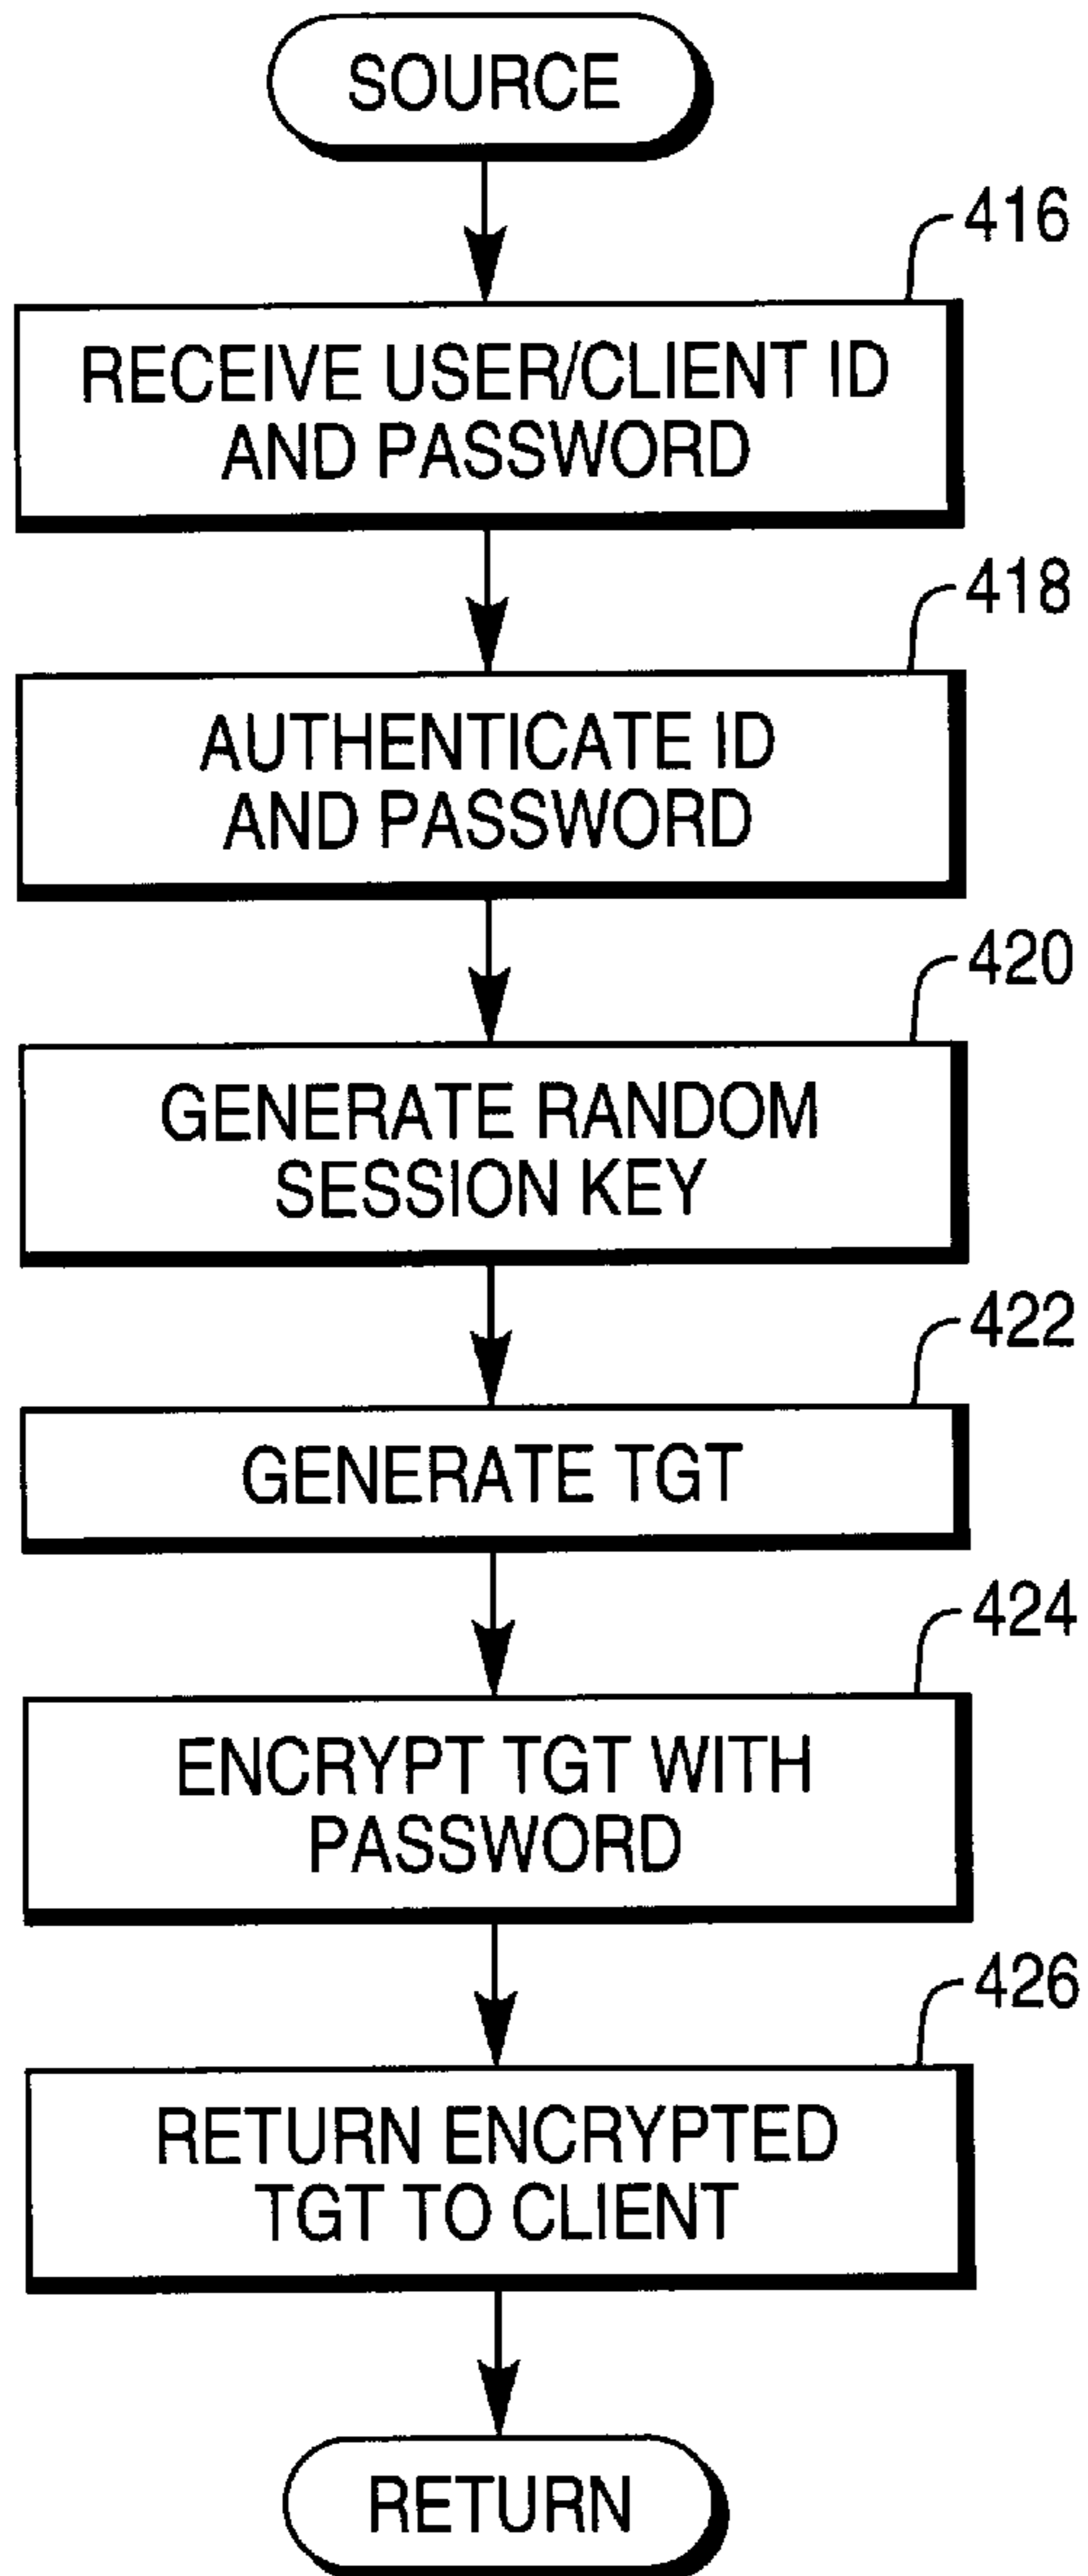 SOURCE
416
RECEIVE USER/CLIENT ID
AND PASSWORD
418
AUTHENTICATE ID
AND PASSWORD
420
GENERATE RANDOM
SESSION KEY
422
GENERATE TGT
424
ENCRYPT TGT WITH
PASSWORD
426
RETURN ENCRYPTED
TGT TO CLIENT
RETURN